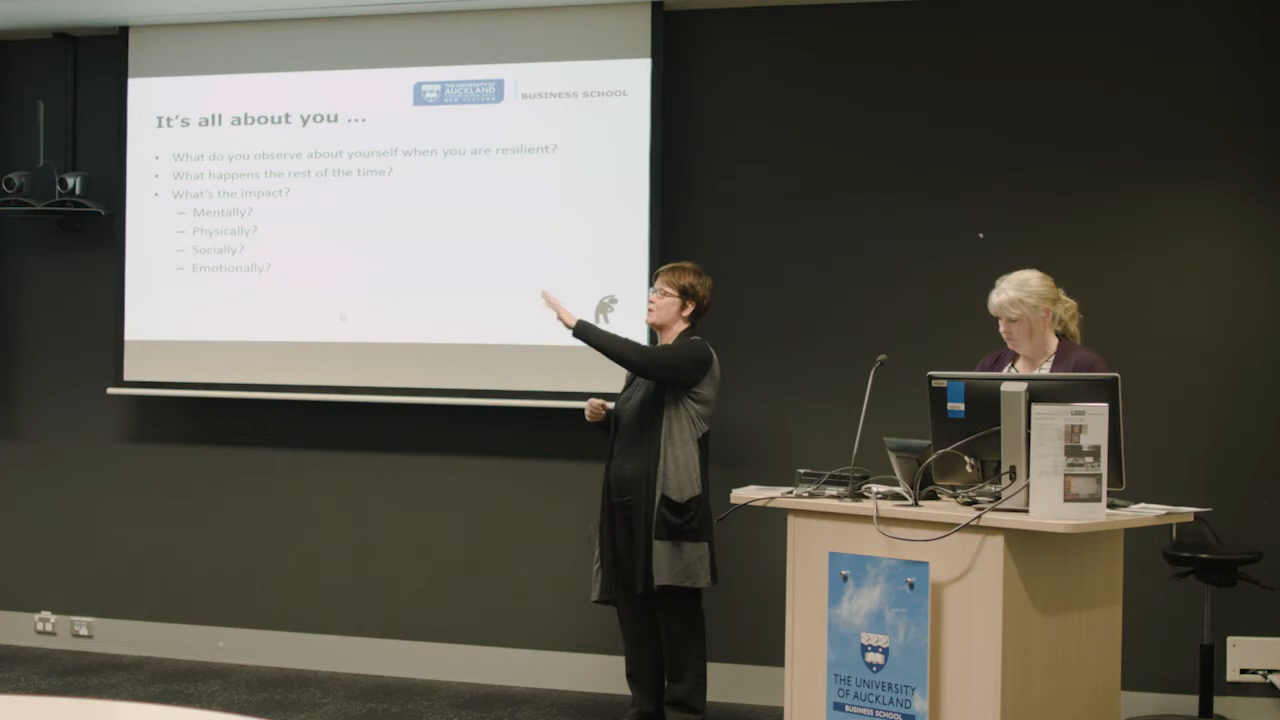 THE UNIVERSITY OF
AUCKLAND
NEW ZEALAND
BUSINESS SCHOOL
It's all about you ...
• What do you observe about yourself when you are resilient?
• What happens the rest of the time?
• What's the impact?
– Mentally?
– Physically?
– Socially?
– Emotionally?
THE UNIVERSITY
OF AUCKLAND
BUSINESS SCHOOL